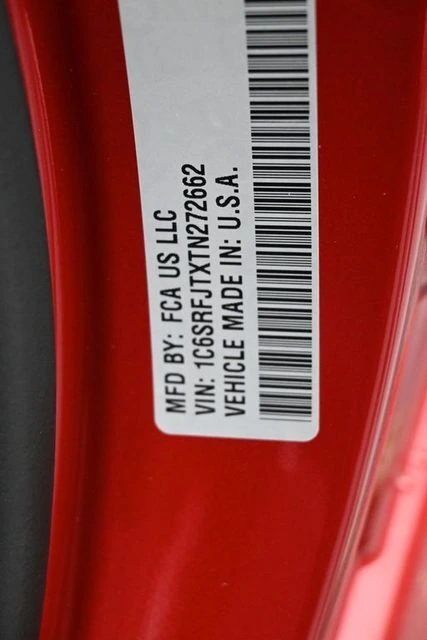 MFD BY: FCA US LLC
VIN: 1C6SRFJTXTN272662
VEHICLE MADE IN: U.S.A.